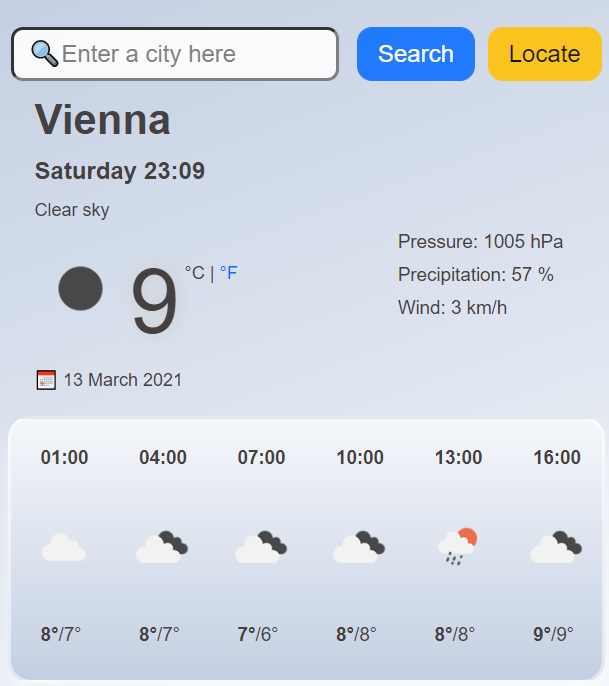 Enter a city here Search Locate
Vienna
Saturday 23:09
Clear sky
9 °C | °F
Pressure: 1005 hPa
Precipitation: 57 %
Wind: 3 km/h
13 March 2021
01:00 04:00 07:00 10:00 13:00 16:00
8°/7° 8°/7° 7°/6° 8°/8° 8°/8° 9°/9°